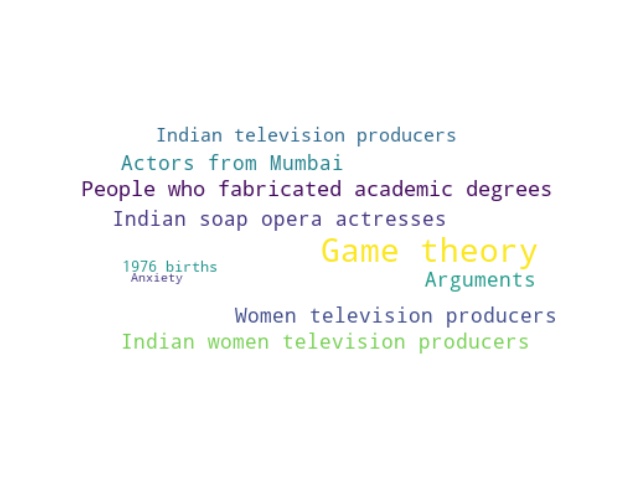 Indian television producers
Actors from Mumbai
People who fabricated academic degrees
Indian soap opera actresses
Game theory
1976 births
Anxiety
Arguments
Women television producers
Indian women television producers